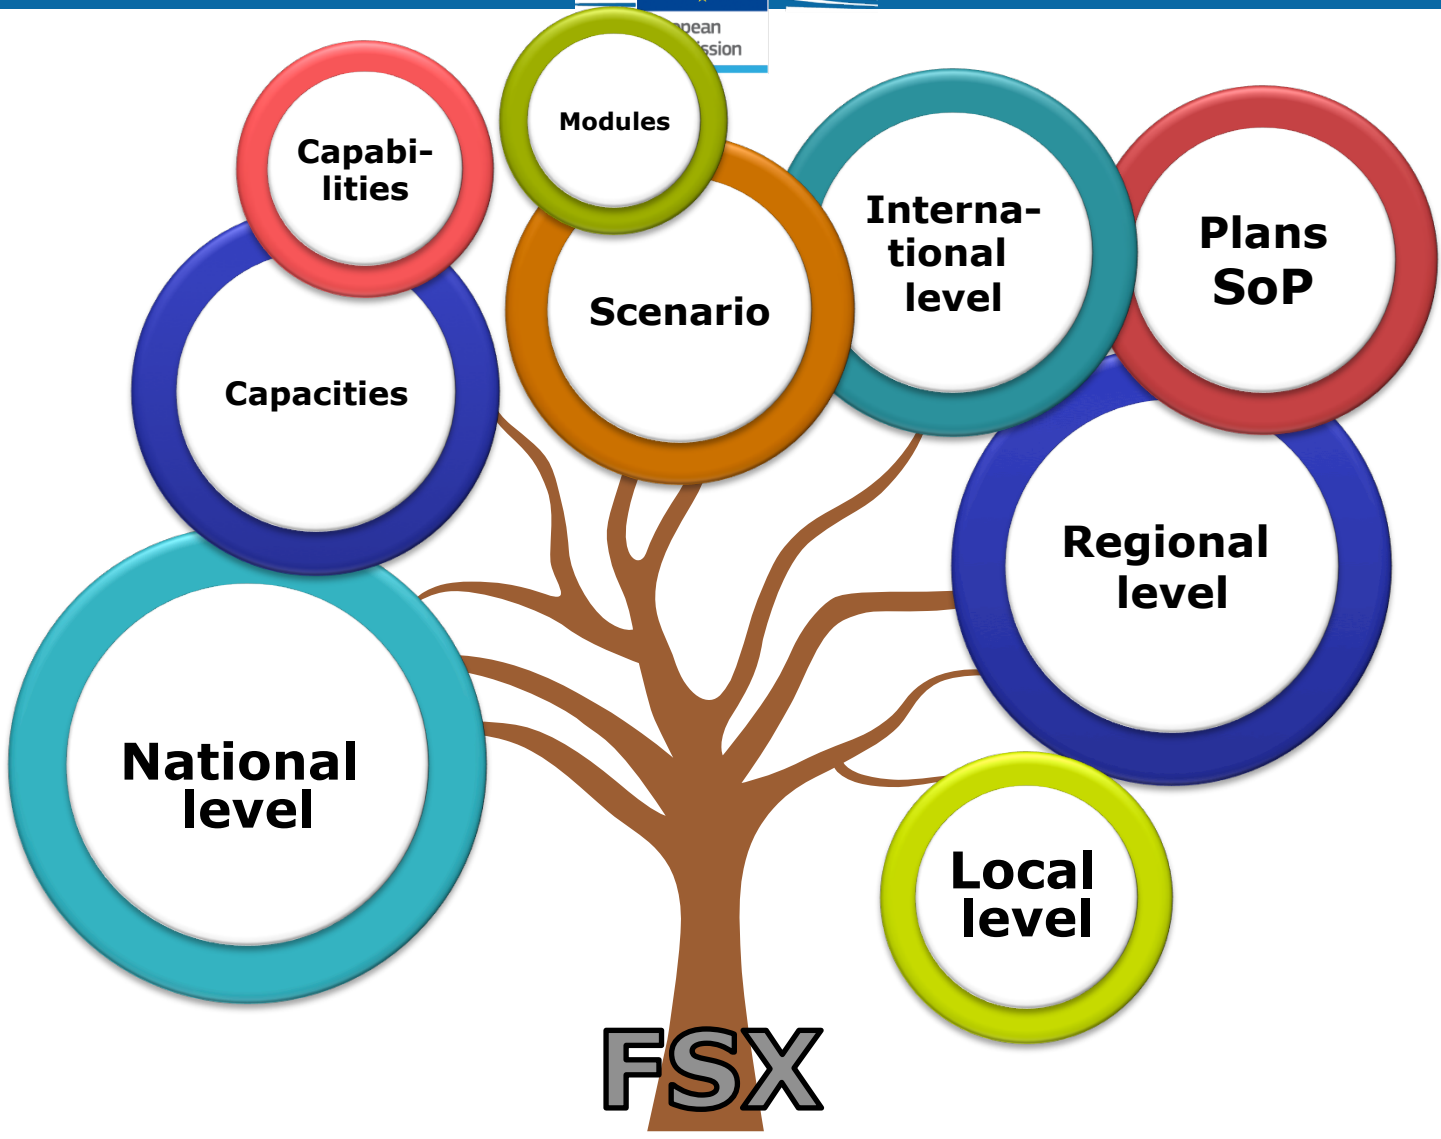 Modules
Capabi-
lities
Interna-
tional
level
Plans
SoP
Scenario
Capacities
Regional
level
National
level
Local
level
FSX